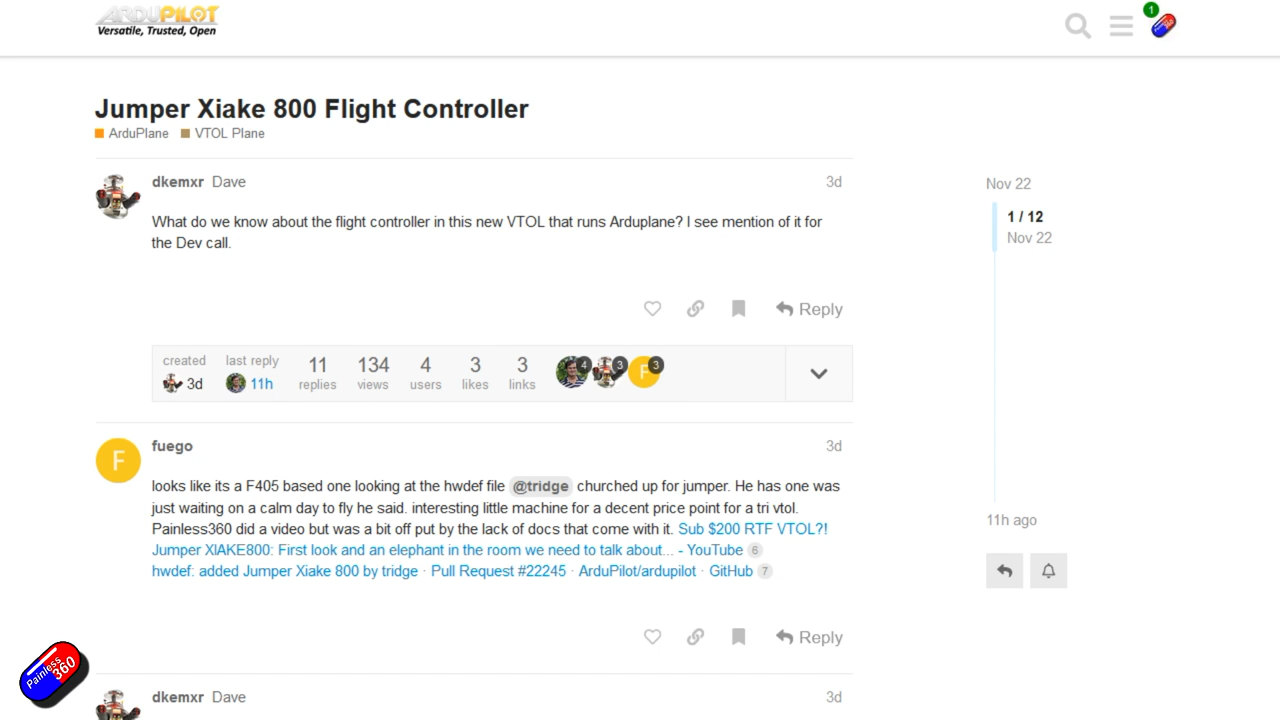 ARDUPILOT
Versatile, Trusted, Open
1
Jumper Xiake 800 Flight Controller
ArduPlane VTOL Plane
dkemxr Dave 3d
What do we know about the flight controller in this new VTOL that runs Arduplane? I see mention of it for
the Dev call.
Reply
created last reply 11 134 4 3 3 4 3 F 3
3d 11h replies views users likes links
fuego 3d
F
looks like its a F405 based one looking at the hwdef file @tridge churched up for jumper. He has one was
just waiting on a calm day to fly he said. interesting little machine for a decent price point for a tri vtol.
Painless360 did a video but was a bit off put by the lack of docs that come with it. Sub $200 RTF VTOL?!
Jumper XIAKE800: First look and an elephant in the room we need to talk about... - YouTube 6
hwdef: added Jumper Xiake 800 by tridge · Pull Request #22245 · ArduPilot/ardupilot · GitHub 7
Reply
dkemxr Dave 3d
Nov 22
1 / 12
Nov 22
11h ago
Painless
360